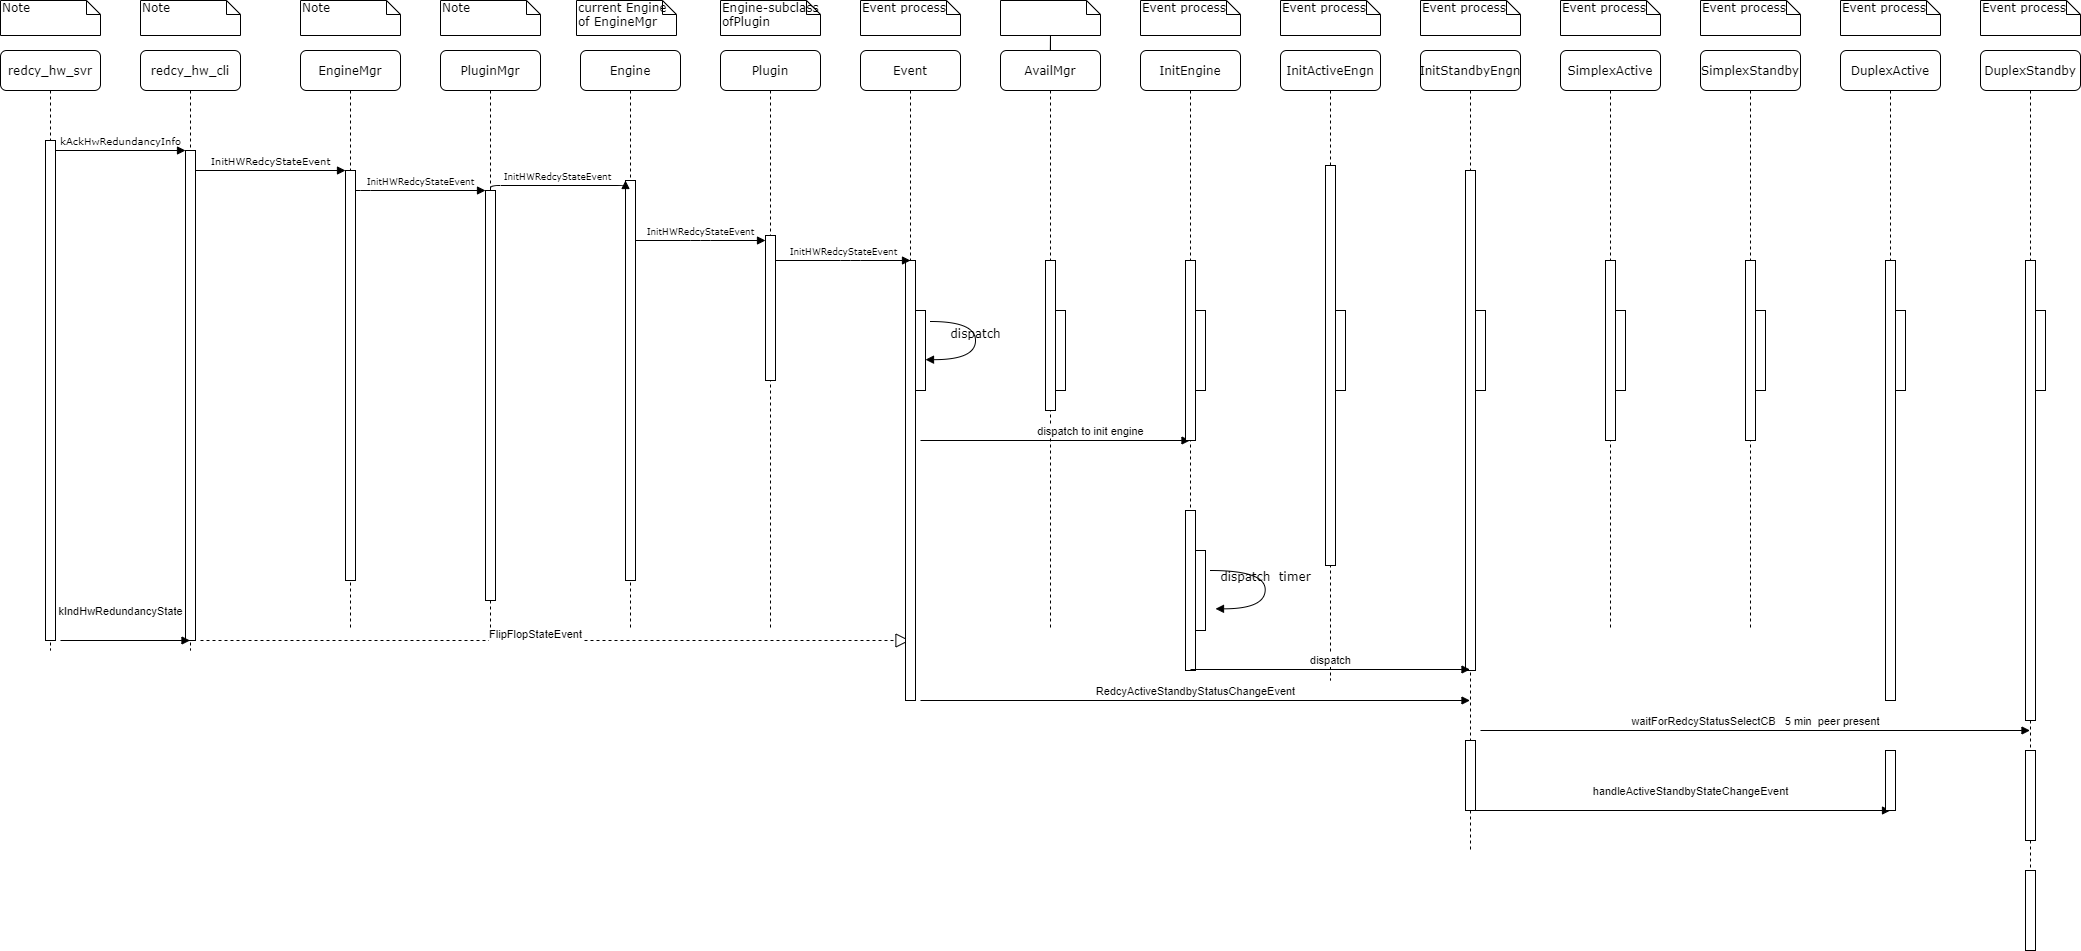 Note
Note
Note
Note
current Engine
of EngineMgr
Engine-subclass
ofPlugin
Event process
Event process
Event process
Event process
Event process
Event process
Event process
Event process
redcy_hw_svr
redcy_hw_cli
EngineMgr
PluginMgr
Engine
Plugin
Event
AvailMgr
InitEngine
InitActiveEngn
InitStandbyEngn
SimplexActive
SimplexStandby
DuplexActive
DuplexStandby
kAckHwRedundancyInfo
InitHWRedcyStateEvent
InitHWRedcyStateEvent
InitHWRedcyStateEvent
InitHWRedcyStateEvent
InitHWRedcyStateEvent
dispatch
dispatch to init engine
dispatch timer
kIndHwRedundancyState
FlipFlopStateEvent
dispatch
RedcyActiveStandbyStatusChangeEvent
waitForRedcyStatusSelectCB 5 min peer present
handleActiveStandbyStateChangeEvent